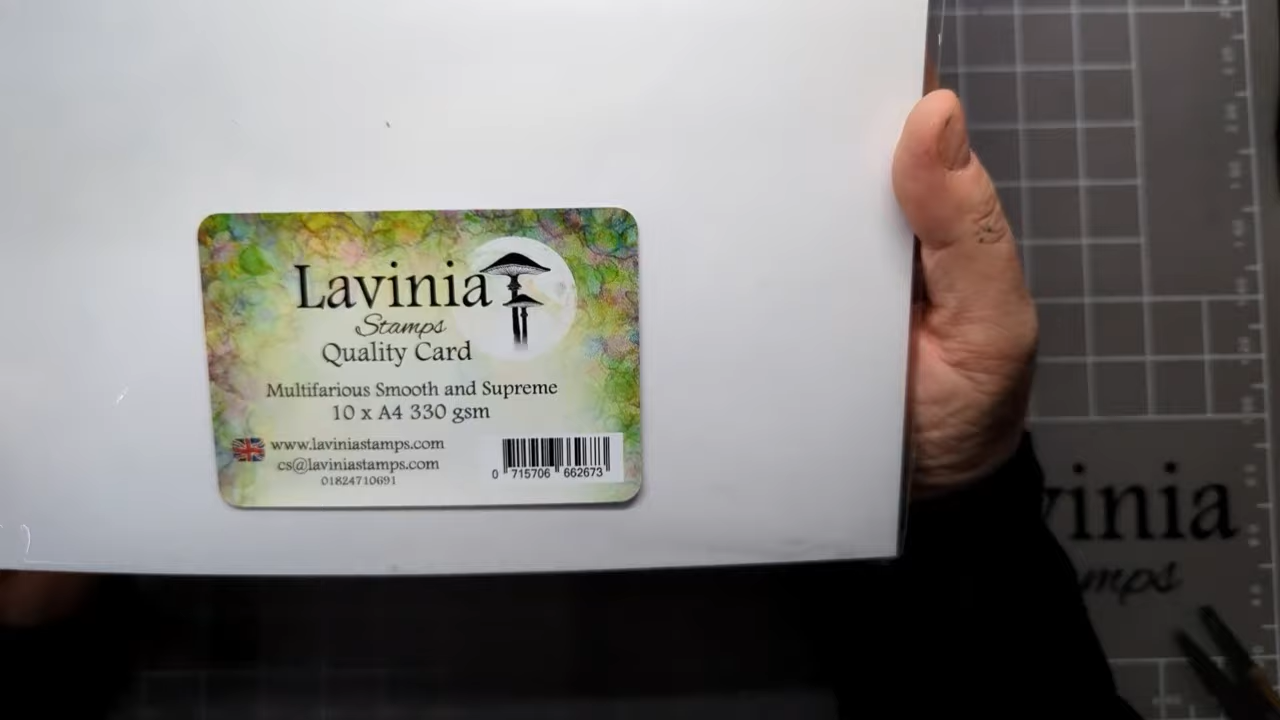 Lavinia
Stamps
Quality Card
Multifarious Smooth and Supreme
10 x A4 330 gsm
www.laviniastamps.com
cs@laviniastamps.com
01824710691
0 715706 662673
vinia
mps